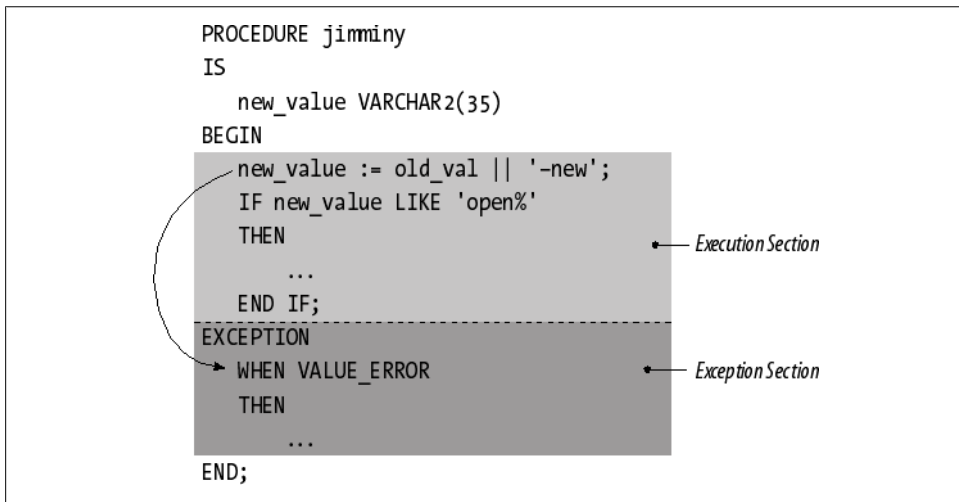 PROCEDURE jimminy
IS
new_value VARCHAR2(35)
BEGIN
new_value := old_val || '-new';
IF new_value LIKE 'open%'
THEN
...
END IF;
Execution Section
EXCEPTION
WHEN VALUE_ERROR
THEN
...
Exception Section
END;